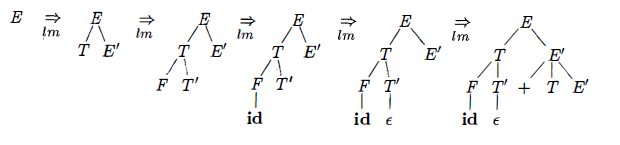 E ⇒ E ⇒ E ⇒ E ⇒ E ⇒ E
lm lm lm lm lm
T E′ T E′ T E′ T E′ T E′
F T′ F T′ F T′ F T′ + T E′
id id ϵ id ϵ